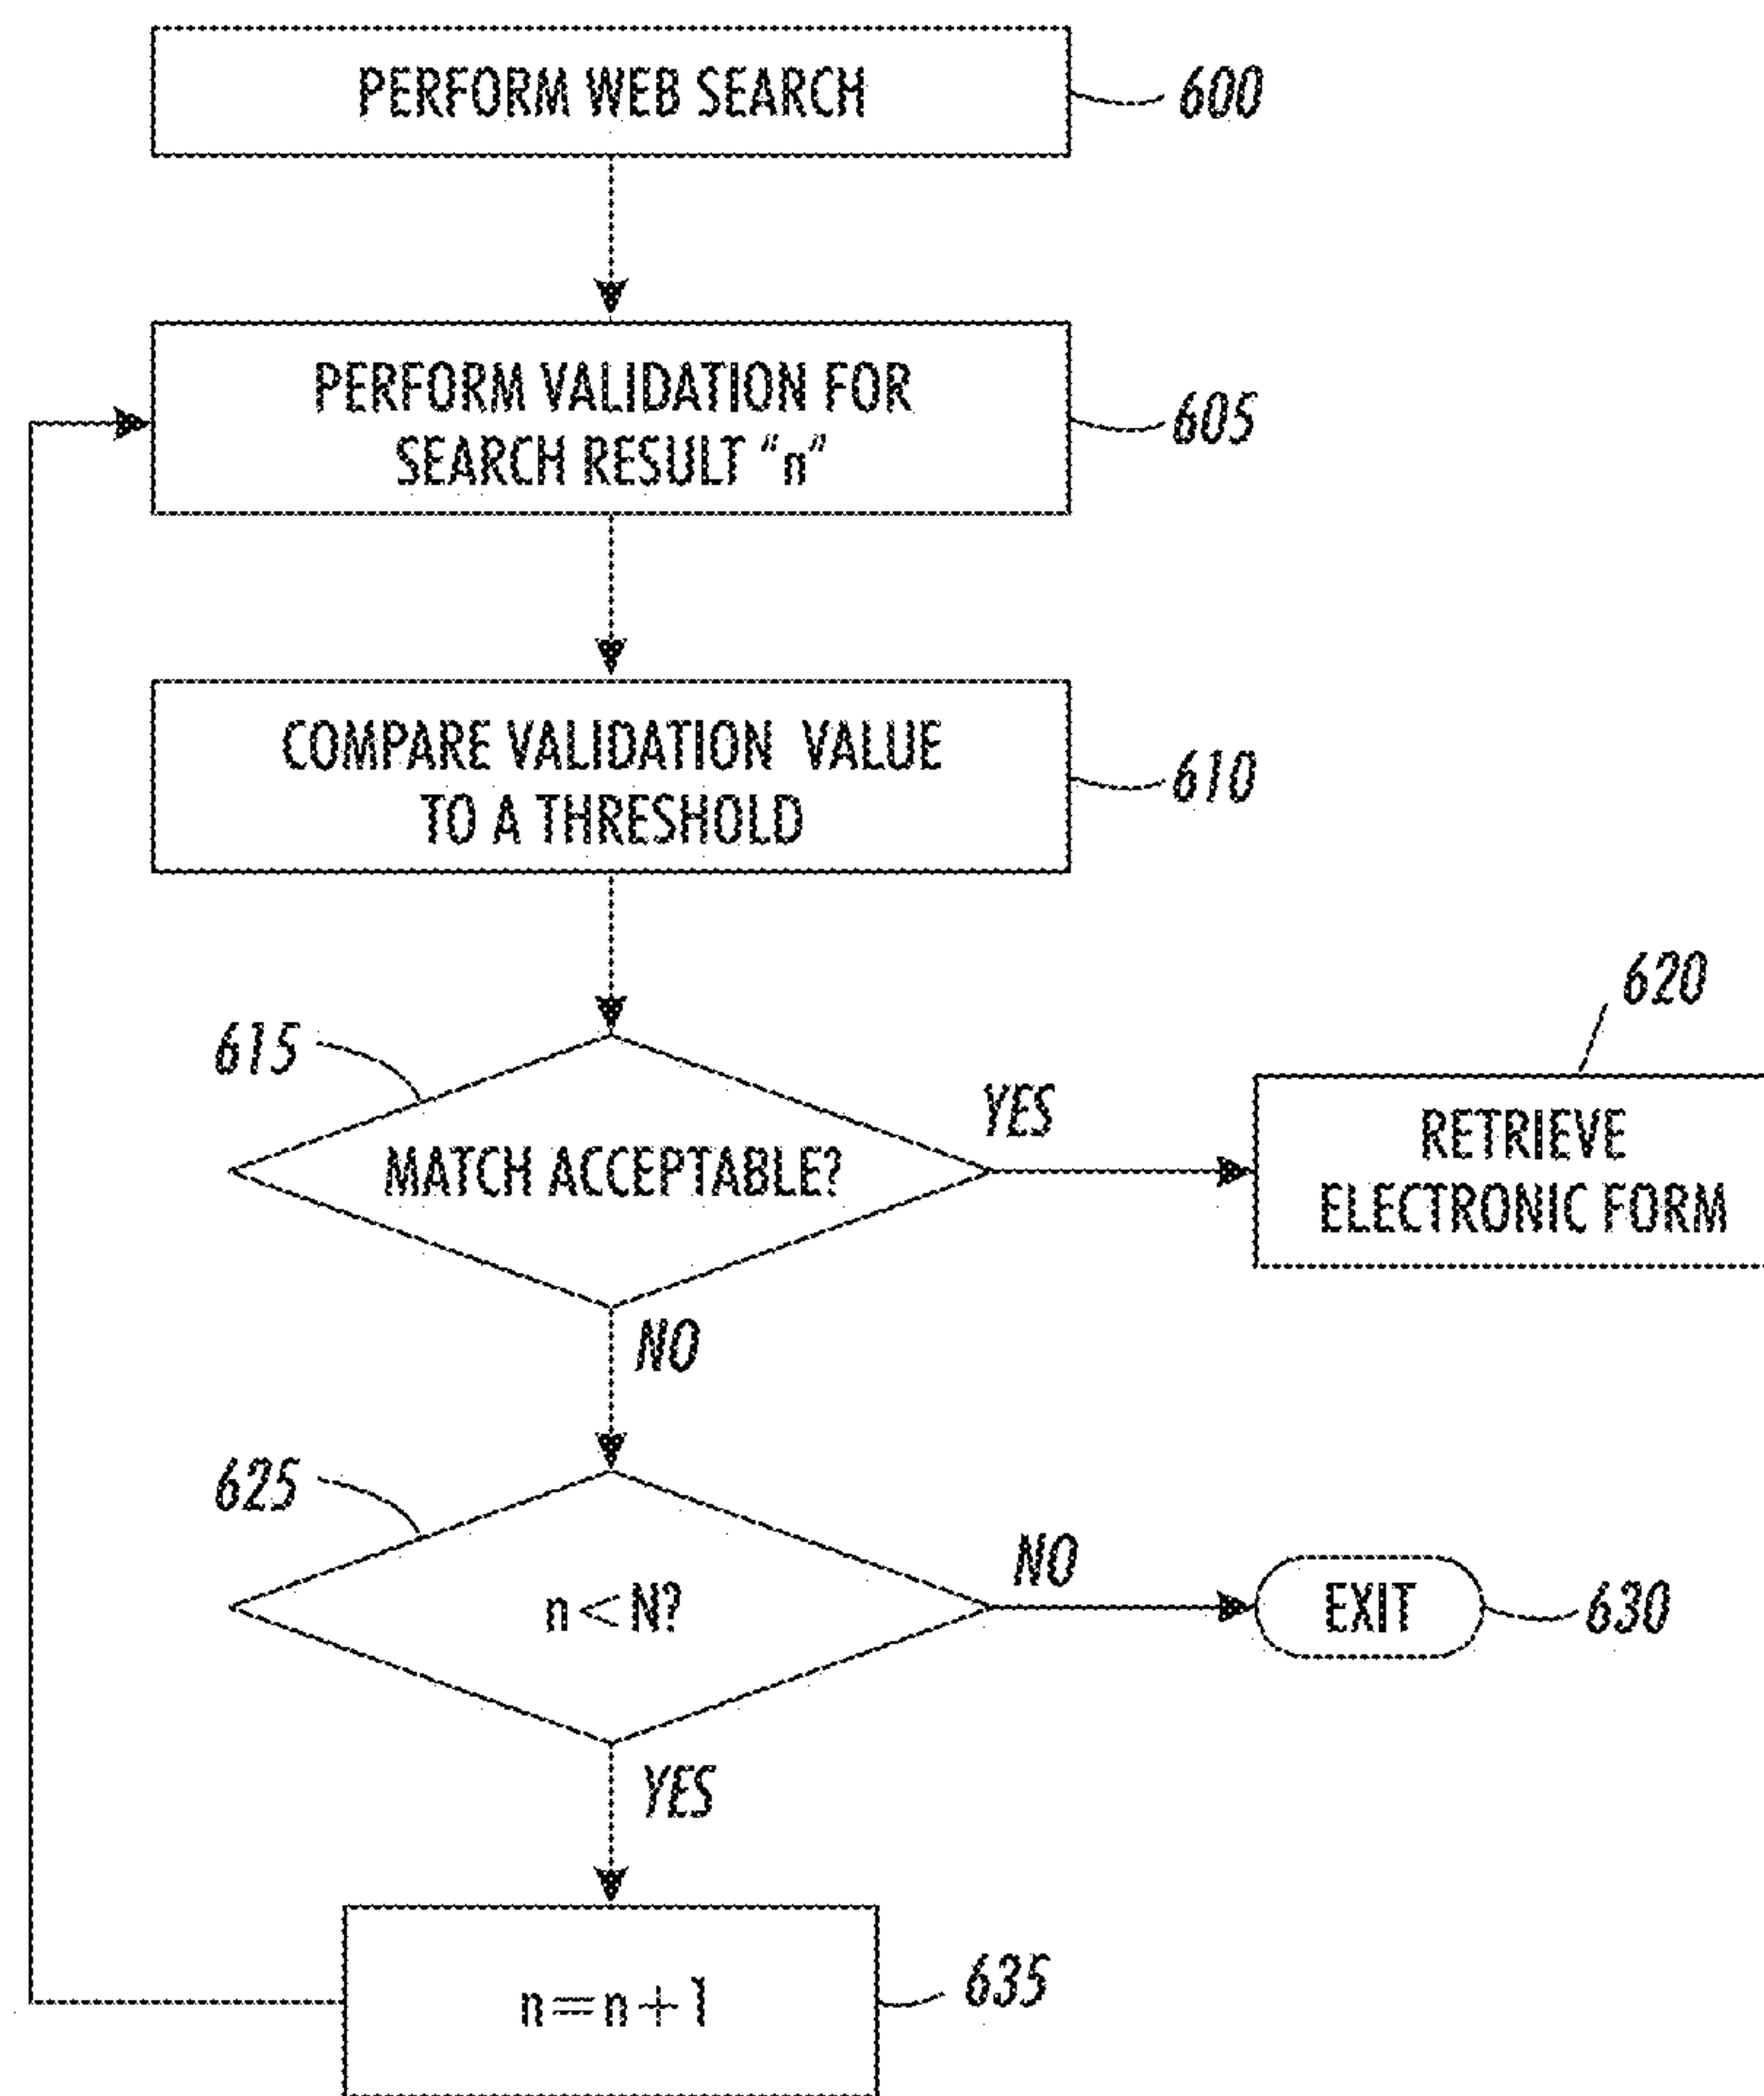 PERFORM WEB SEARCH
600
PERFORM VALIDATION FOR
SEARCH RESULT “n”
605
COMPARE VALIDATION VALUE
TO A THRESHOLD
610
615
MATCH ACCEPTABLE?
YES
620
RETRIEVE
ELECTRONIC FORM
NO
625
n<N?
NO
EXIT
630
YES
n=n+1
635